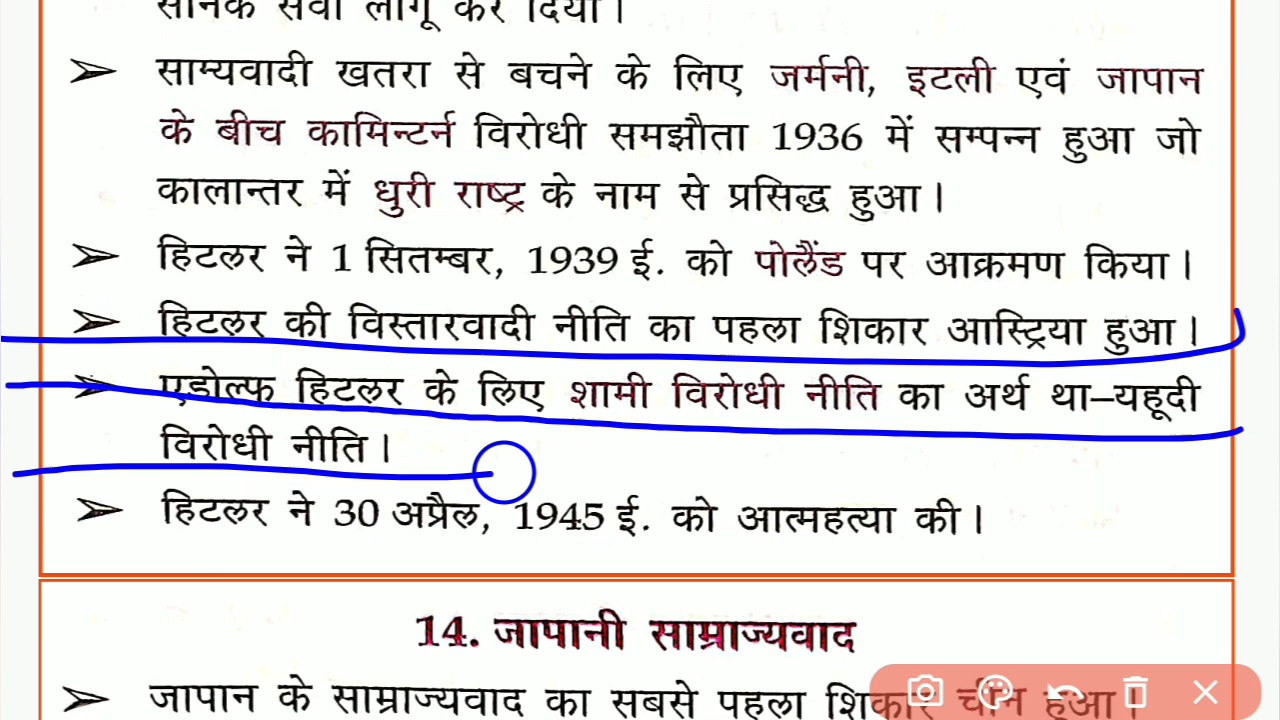 सैनिक सेवा लागू कर दिया।
➢ साम्यवादी खतरा से बचने के लिए जर्मनी, इटली एवं जापान
के बीच कामिन्टर्न विरोधी समझौता 1936 में सम्पन्न हुआ जो
कालान्तर में धुरी राष्ट्र के नाम से प्रसिद्ध हुआ।
➢ हिटलर ने 1 सितम्बर, 1939 ई. को पोलैंड पर आक्रमण किया।
➢ हिटलर की विस्तारवादी नीति का पहला शिकार आस्ट्रिया हुआ।
➢ एडोल्फ हिटलर के लिए शामी विरोधी नीति का अर्थ था–यहूदी
विरोधी नीति।
➢ हिटलर ने 30 अप्रैल, 1945 ई. को आत्महत्या की।
14. जापानी साम्राज्यवाद
➢ जापान के साम्राज्यवाद का सबसे पहला शिकार चीन हुआ।